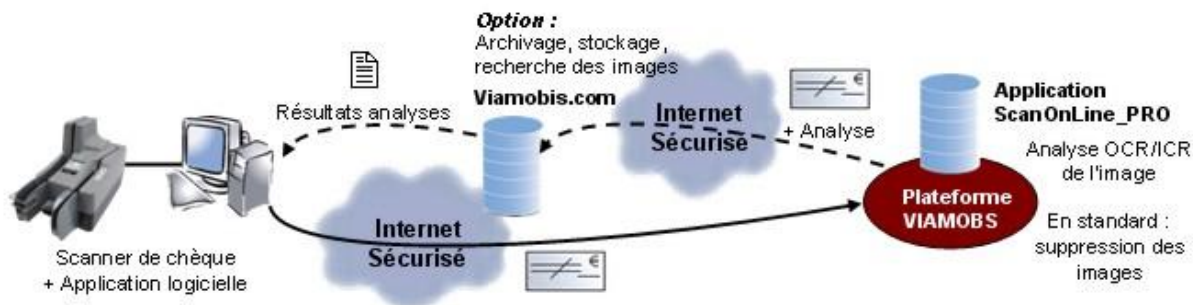 Option :
Archivage, stockage,
recherche des images
Viamobis.com
Résultats analyses
Internet
Sécurisé
€
+ Analyse
Application
ScanOnLine_PRO
Analyse OCR/ICR
de l'image
Plateforme
VIAMOBS
En standard :
suppression des
images
Internet
Sécurisé
€
Scanner de chèque
+ Application logicielle